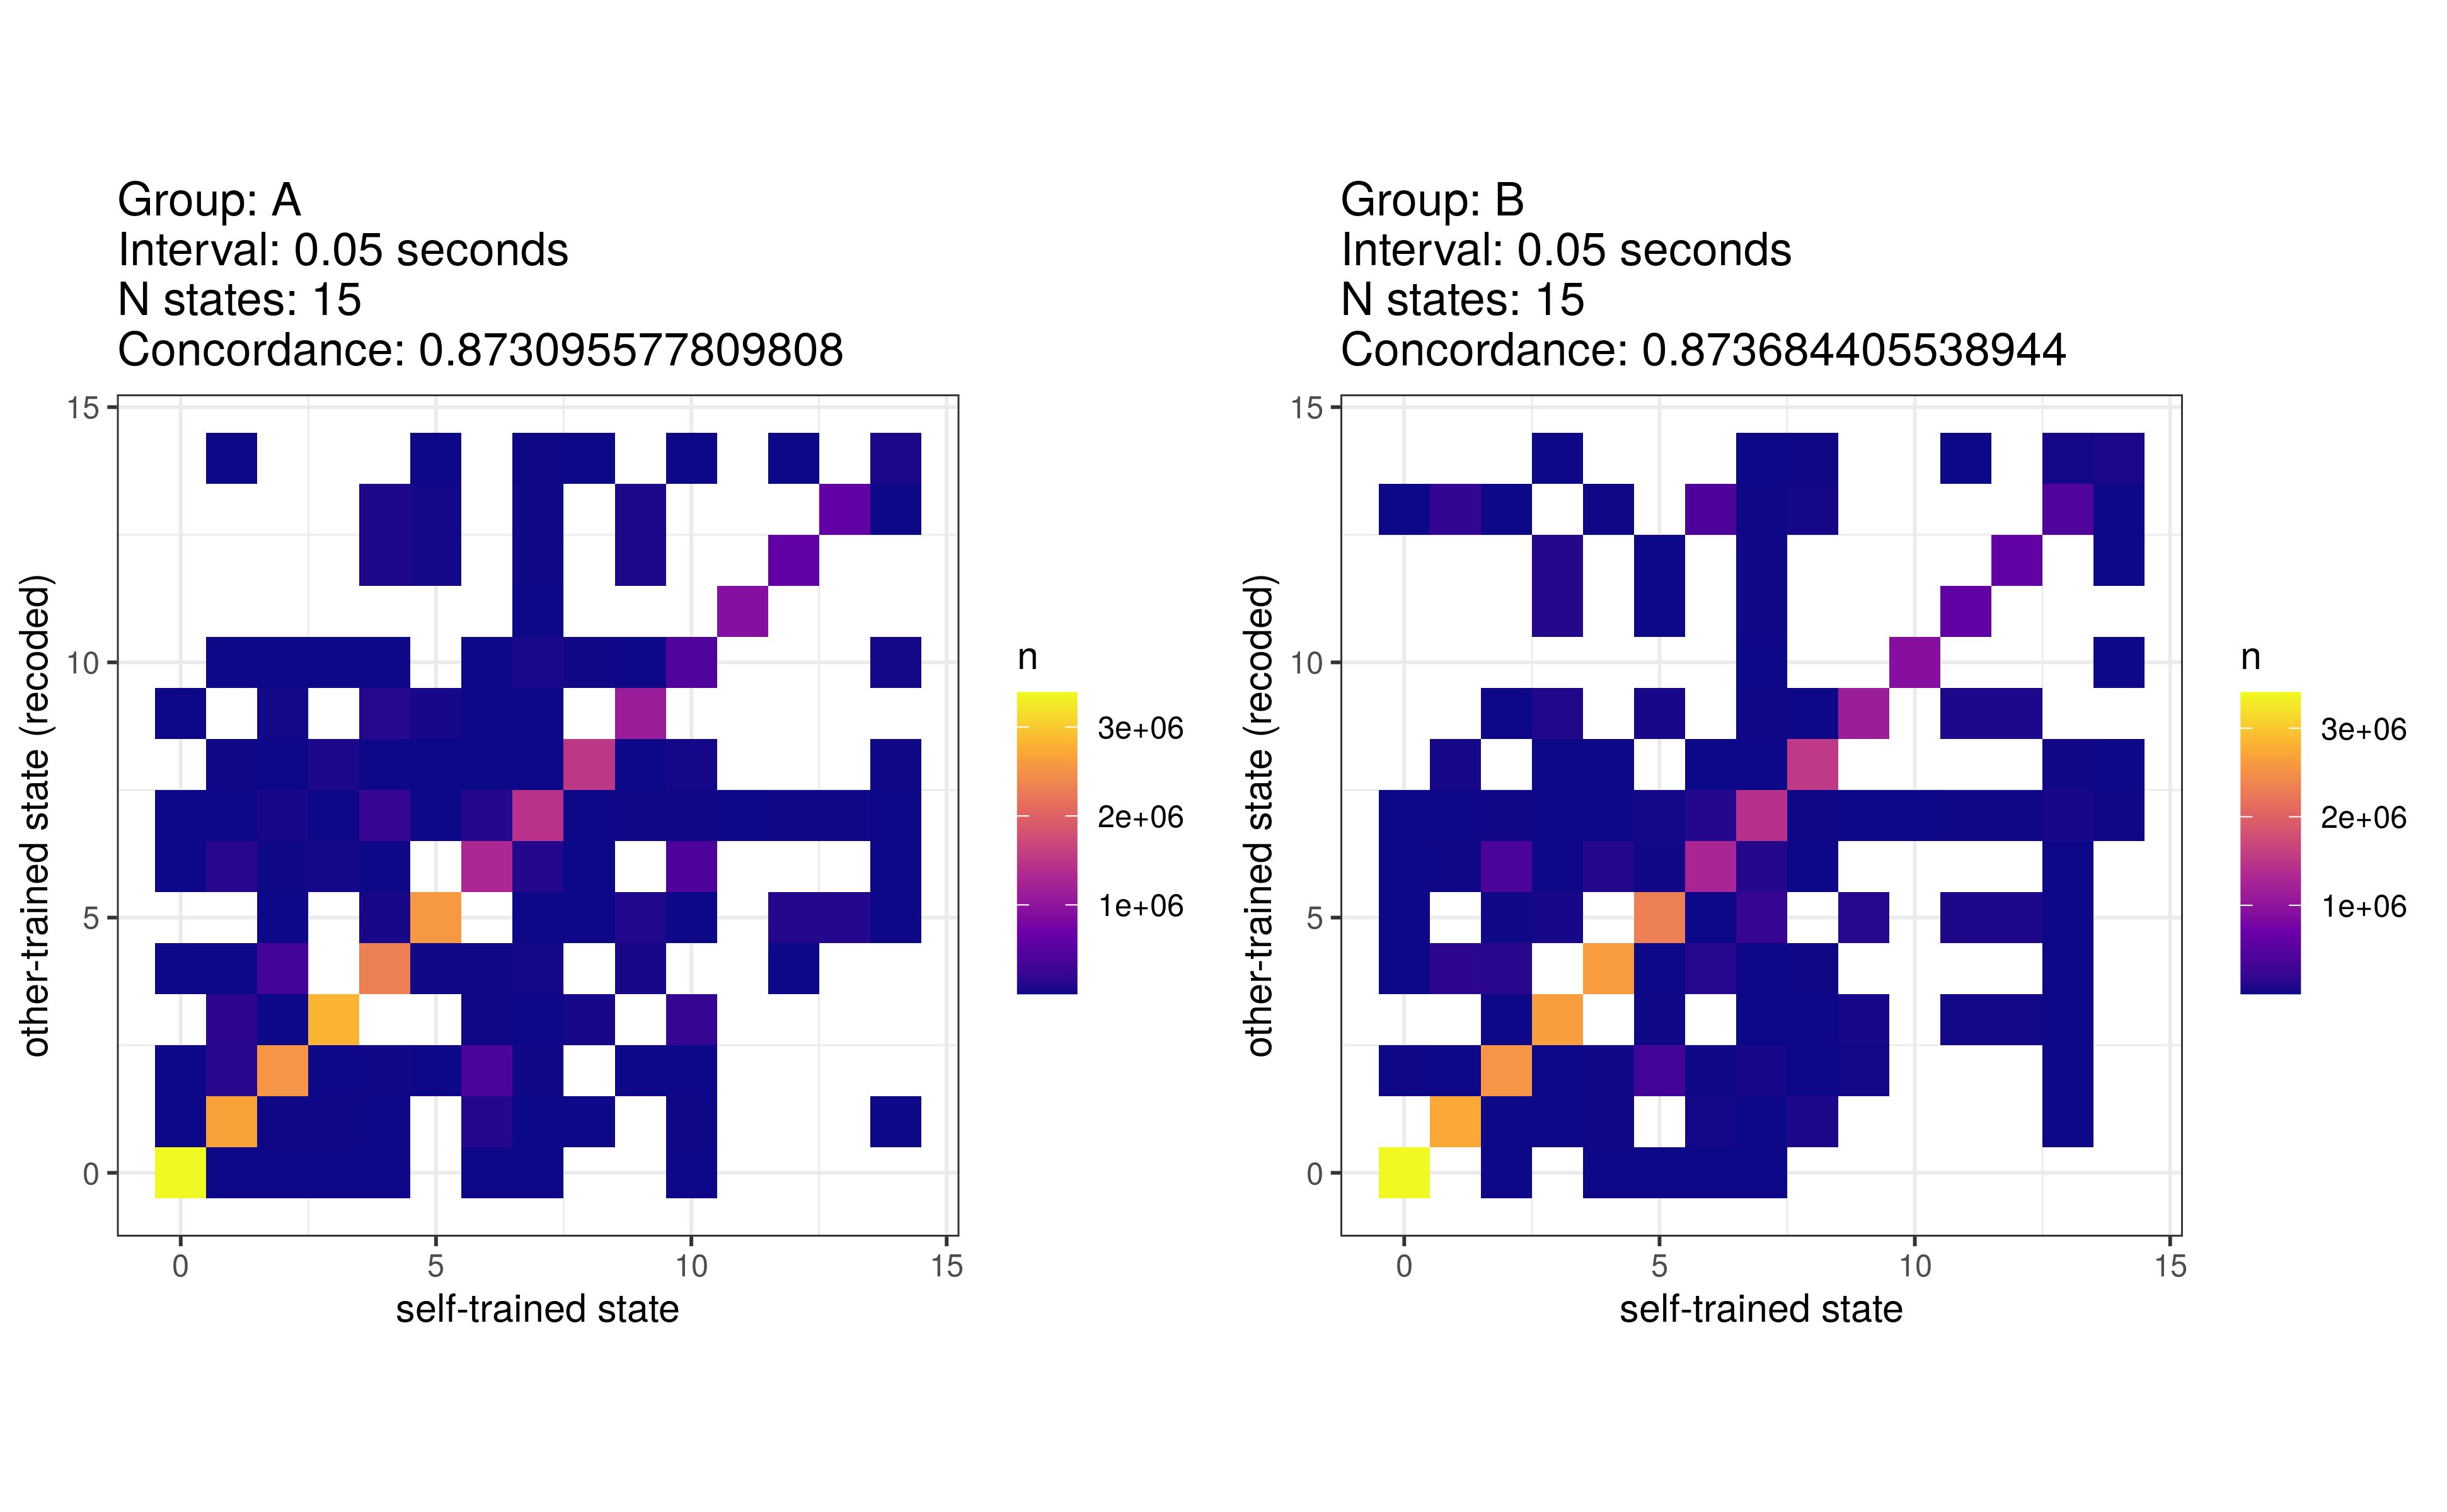 Group: A
Interval: 0.05 seconds
N states: 15
Concordance: 0.873095577809808
15
10
5
0
other-trained state (recoded)
0 5 10 15
self-trained state
n
3e+06
2e+06
1e+06
Group: B
Interval: 0.05 seconds
N states: 15
Concordance: 0.873684405538944
15
10
5
0
other-trained state (recoded)
0 5 10 15
self-trained state
n
3e+06
2e+06
1e+06